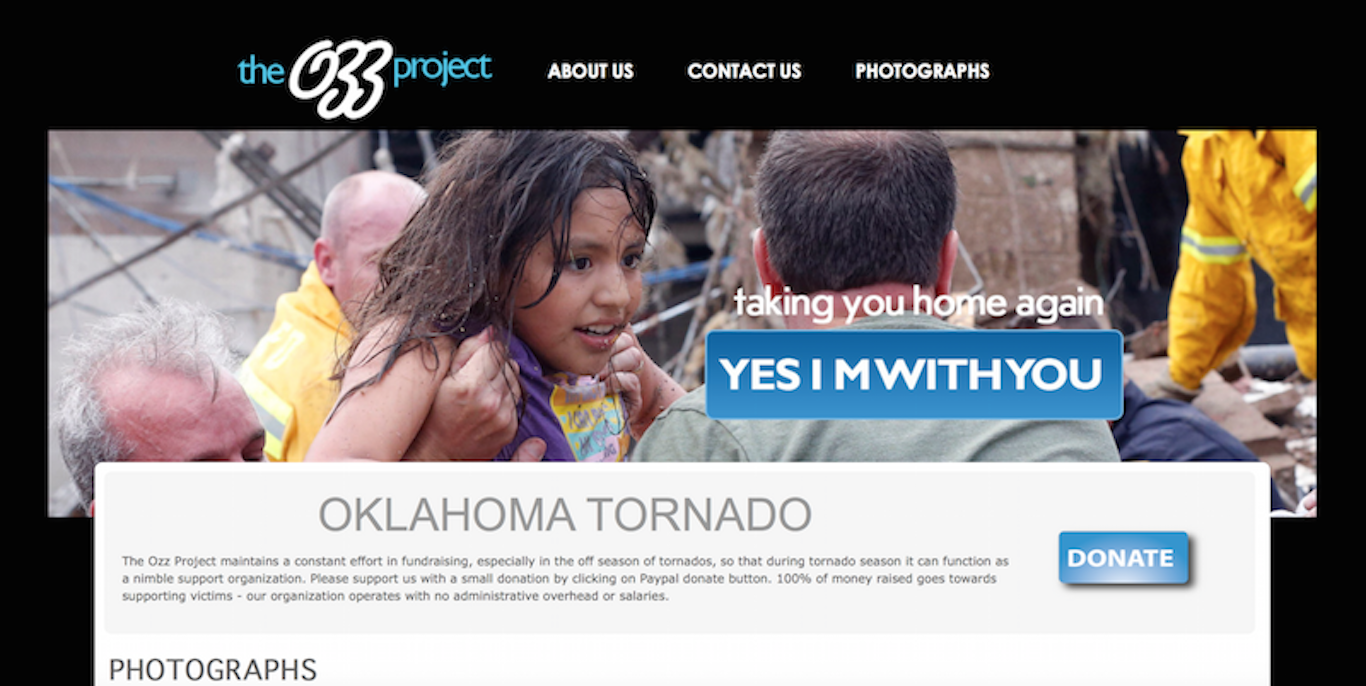 the Ozz project
ABOUT US
CONTACT US
PHOTOGRAPHS
taking you home again
YES I M WITH YOU
OKLAHOMA TORNADO
The Ozz Project maintains a constant effort in fundraising, especially in the off season of tornados, so that during tornado season it can function as
a nimble support organization. Please support us with a small donation by clicking on Paypal donate button. 100% of money raised goes towards
supporting victims - our organization operates with no administrative overhead or salaries.
DONATE
PHOTOGRAPHS